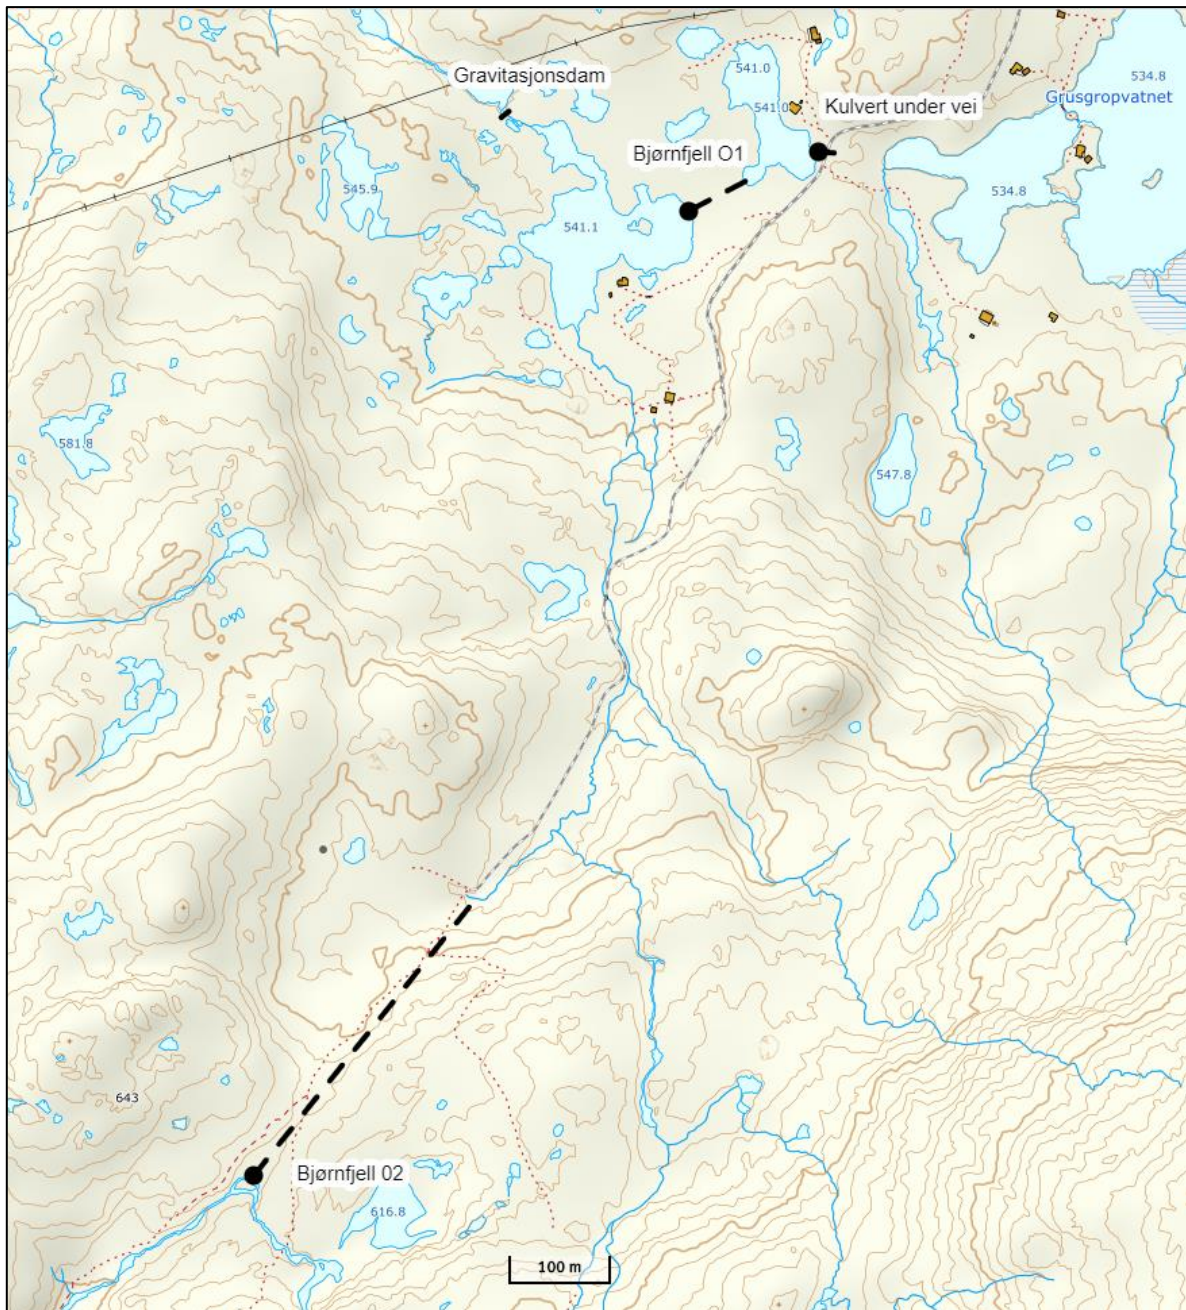 534.8
541.0
Gravitasjonsdam
Grusgropvatnet
541.0
Kulvert under vei
Bjørnfjell O1
545.9
534.8
541.1
581.8
547.8
643
Bjørnfjell 02
616.8
100 m